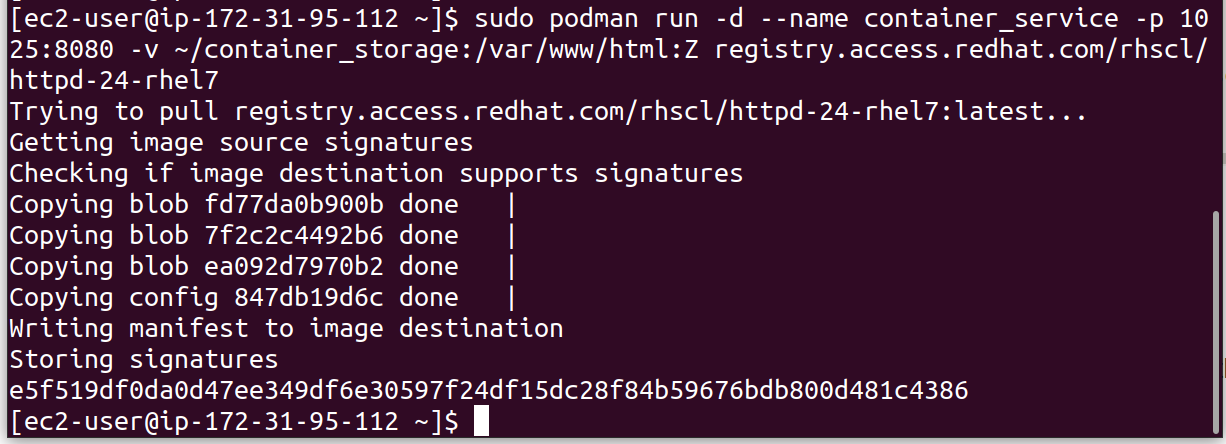 [ec2-user@ip-172-31-95-112 ~]$ sudo podman run -d --name container_service -p 10
25:8080 -v ~/container_storage:/var/www/html:Z registry.access.redhat.com/rhscl/
httpd-24-rhel7
Trying to pull registry.access.redhat.com/rhscl/httpd-24-rhel7:latest...
Getting image source signatures
Checking if image destination supports signatures
Copying blob fd77da0b900b done   |
Copying blob 7f2c2c4492b6 done   |
Copying blob ea092d7970b2 done   |
Copying config 847db19d6c done   |
Writing manifest to image destination
Storing signatures
e5f519df0da0d47ee349df6e30597f24df15dc28f84b59676bdb800d481c4386
[ec2-user@ip-172-31-95-112 ~]$